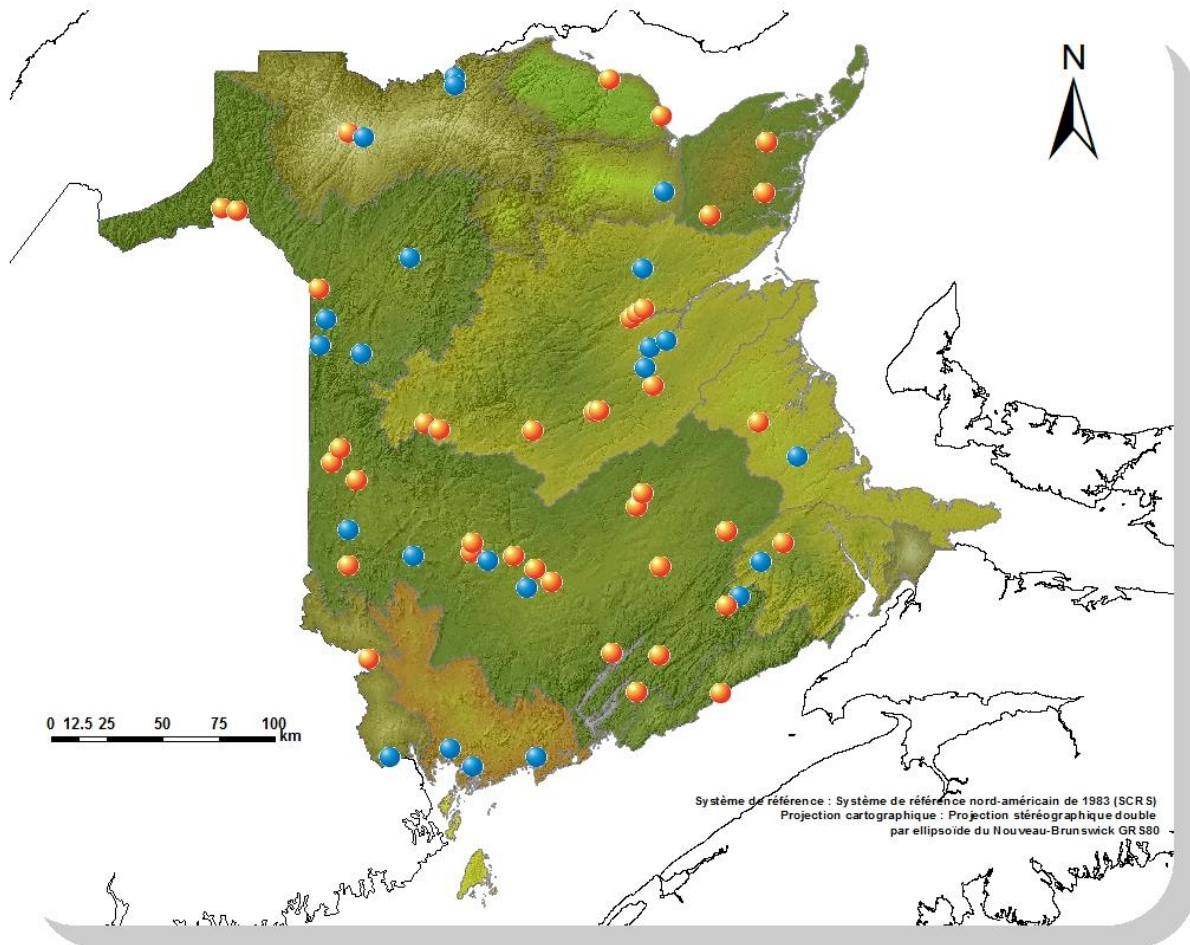 N
0 12.5 25 50 75 100
km
Système de référence : Système de référence nord-américain de 1983 (SCRS)
Projection cartographique : Projection stéréographique double
par ellipsoïde du Nouveau-Brunswick GRS80